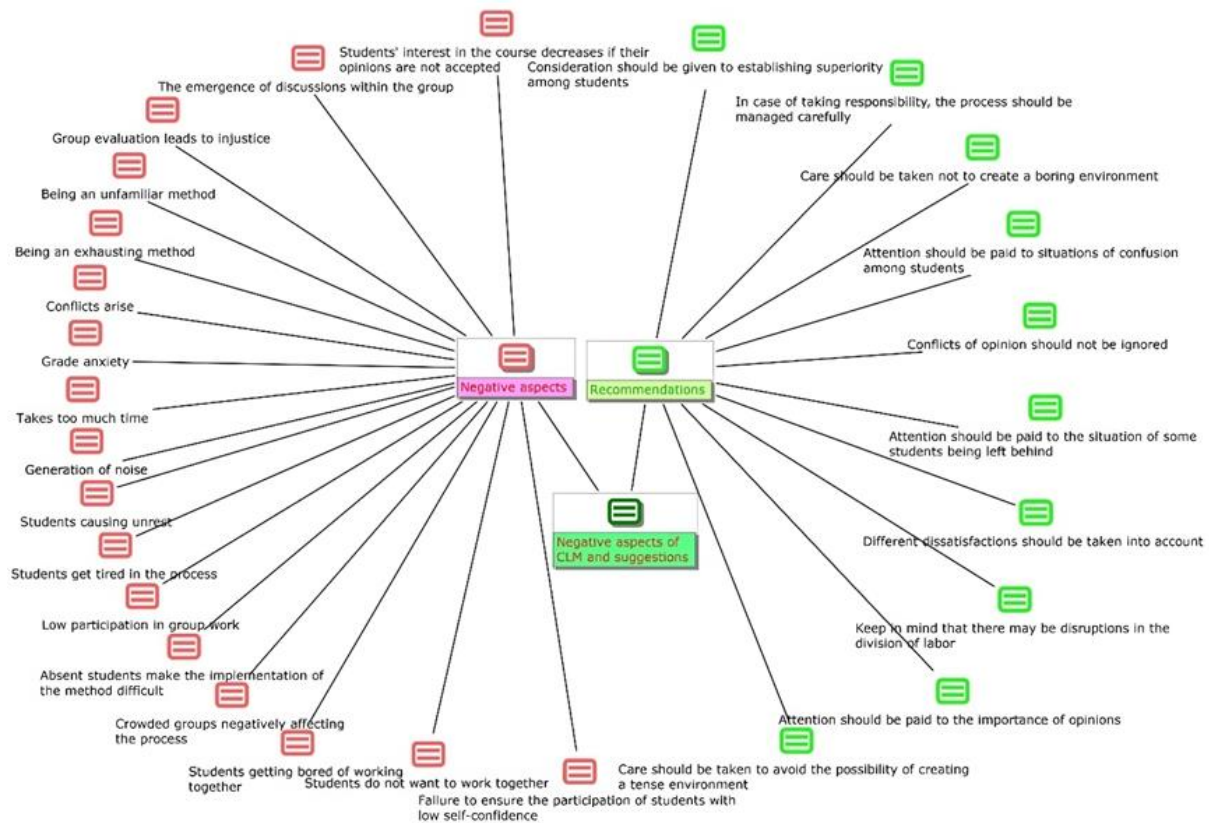 Students' interest in the course decreases if their
opinions are not accepted
The emergence of discussions within the group
Group evaluation leads to injustice
Being an unfamiliar method
Being an exhausting method
Conflicts arise
Grade anxiety
Takes too much time
Generation of noise
Students causing unrest
Students get tired in the process
Low participation in group work
Absent students make the implementation of
the method difficult
Crowded groups negatively affecting
the process
Students getting bored of working
together
Students do not want to work together
Failure to ensure the participation of students with
low self-confidence
Negative aspects
Recommendations
Negative aspects of
CLM and suggestions
Consideration should be given to establishing superiority
among students
In case of taking responsibility, the process should be
managed carefully
Care should be taken not to create a boring environment
Attention should be paid to situations of confusion
among students
Conflicts of opinion should not be ignored
Attention should be paid to the situation of some
students being left behind
Different dissatisfactions should be taken into account
Keep in mind that there may be disruptions in the
division of labor
Attention should be paid to the importance of opinions
Care should be taken to avoid the possibility of creating
a tense environment